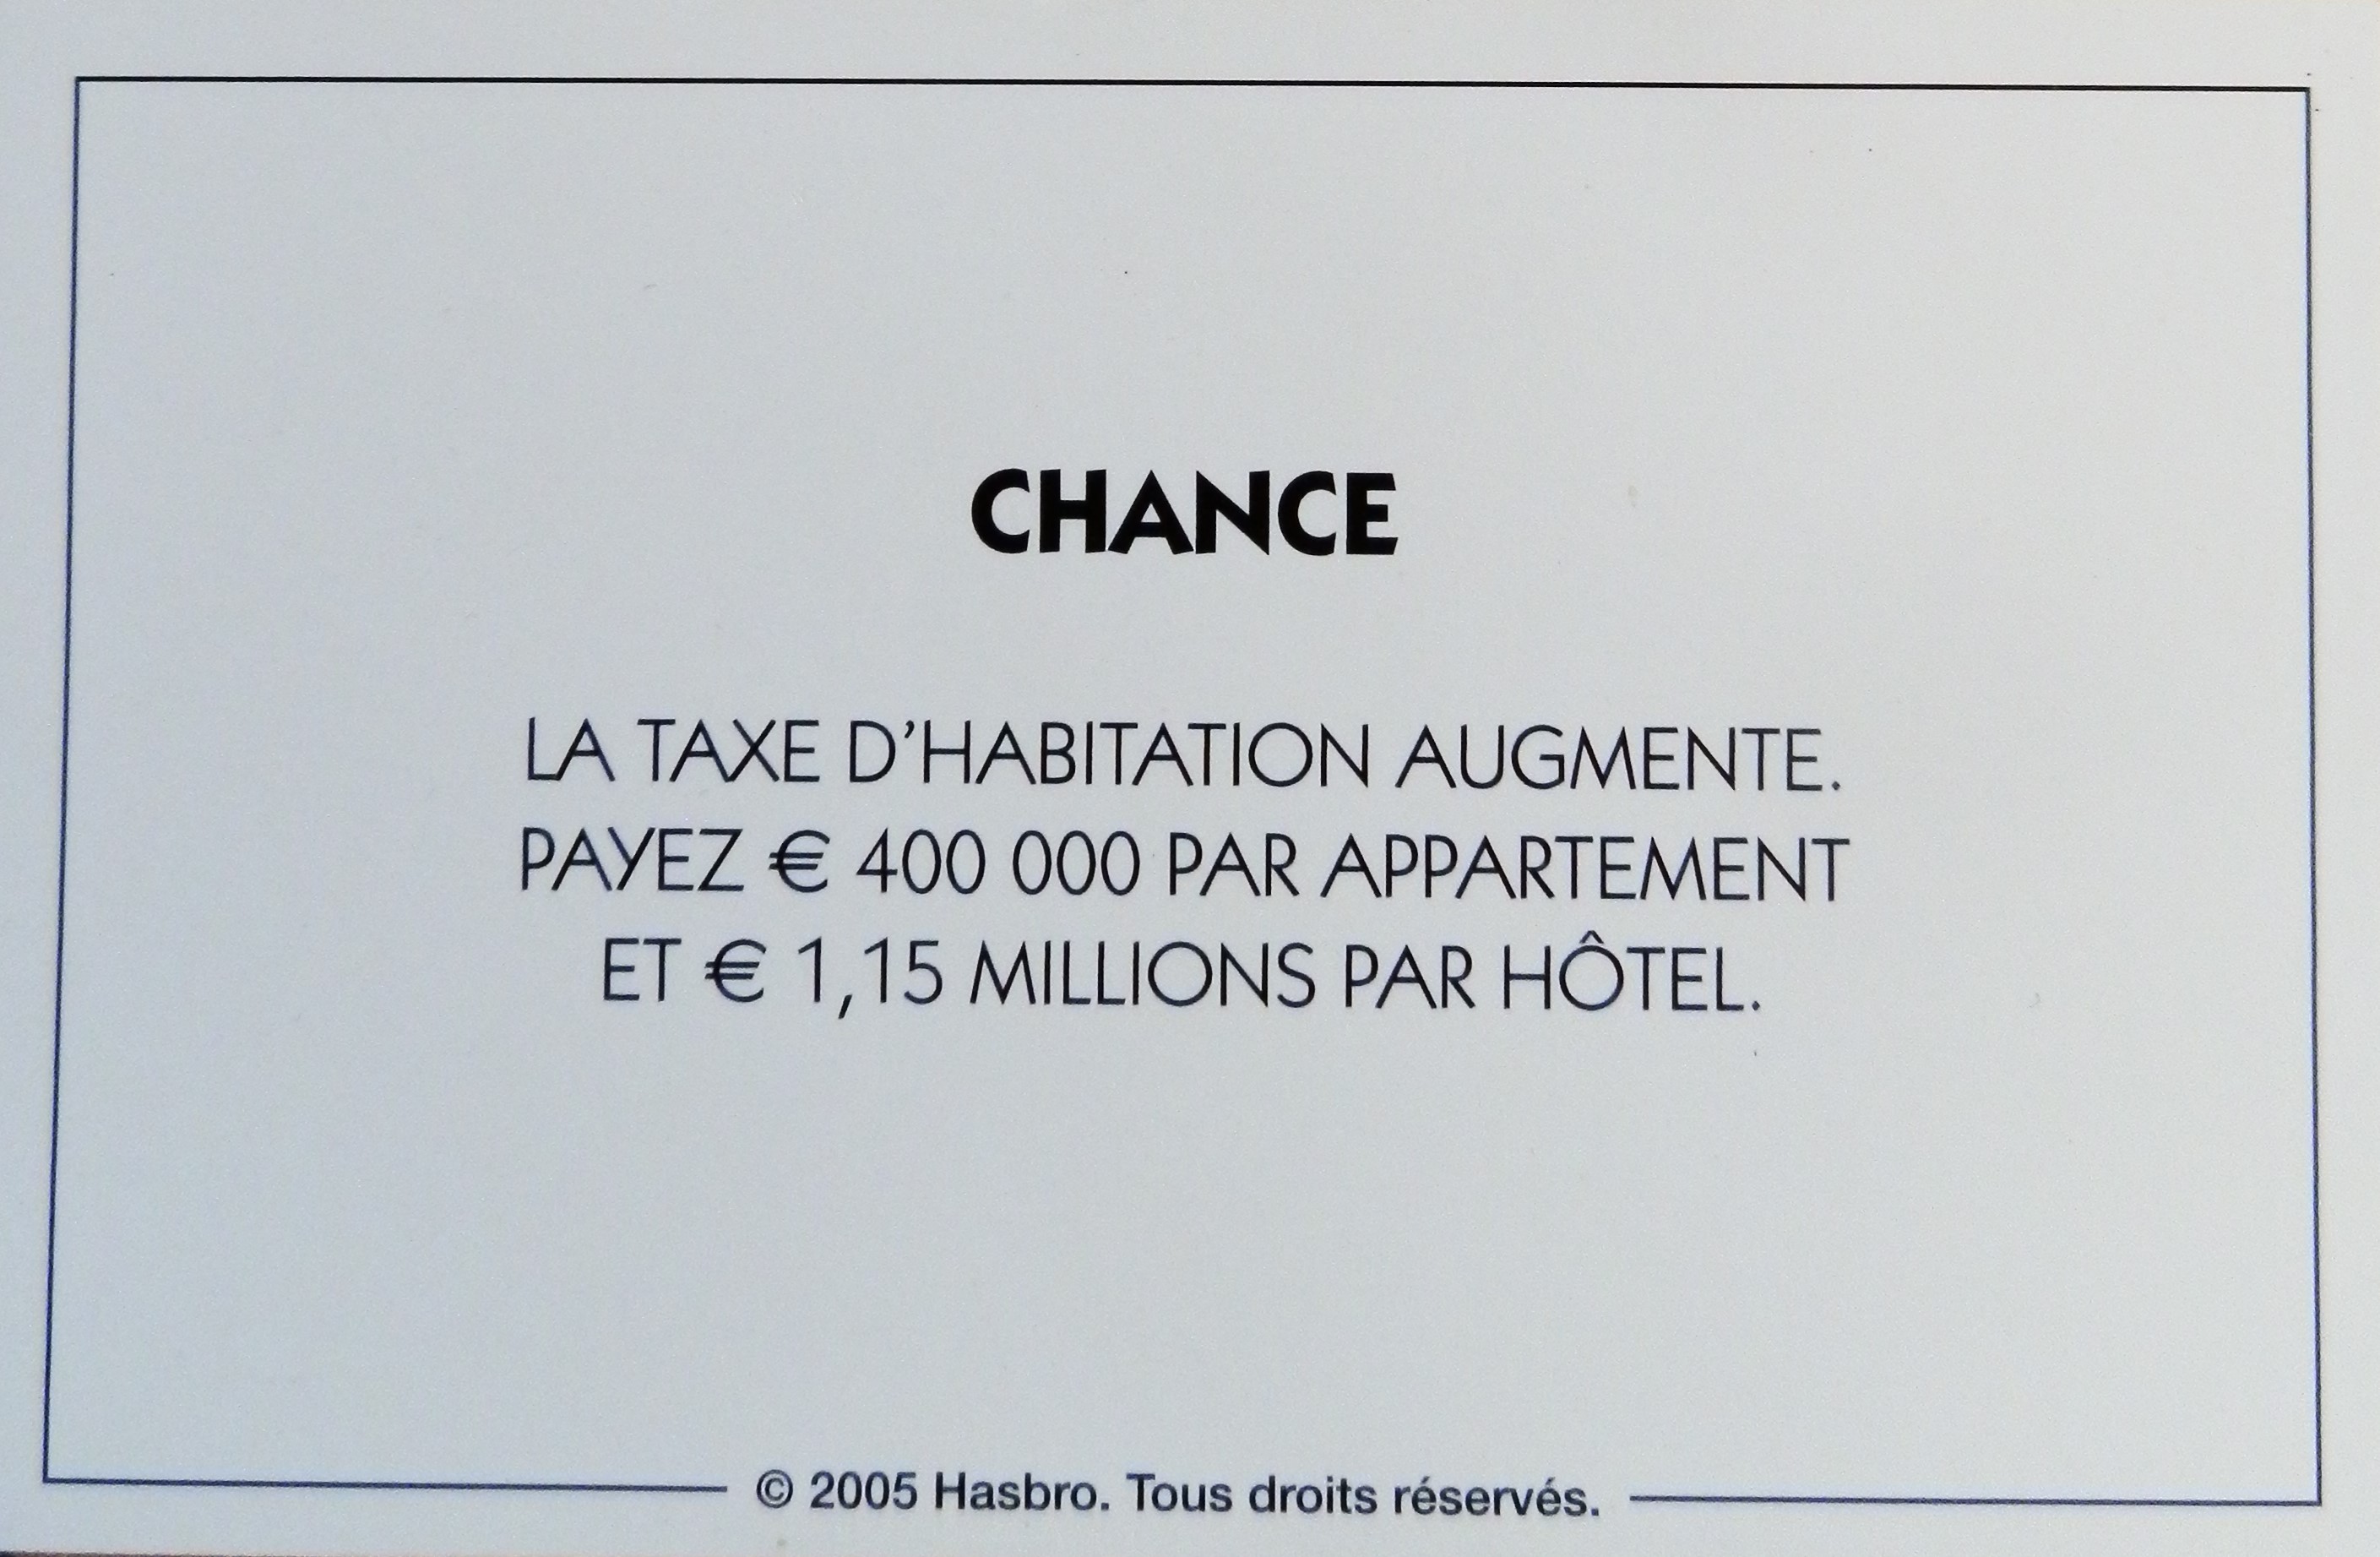 CHANCE
LA TAXE D'HABITATION AUGMENTE.
PAYEZ € 400 000 PAR APPARTEMENT
ET € 1,15 MILLIONS PAR HÔTEL.
© 2005 Hasbro. Tous droits réservés.